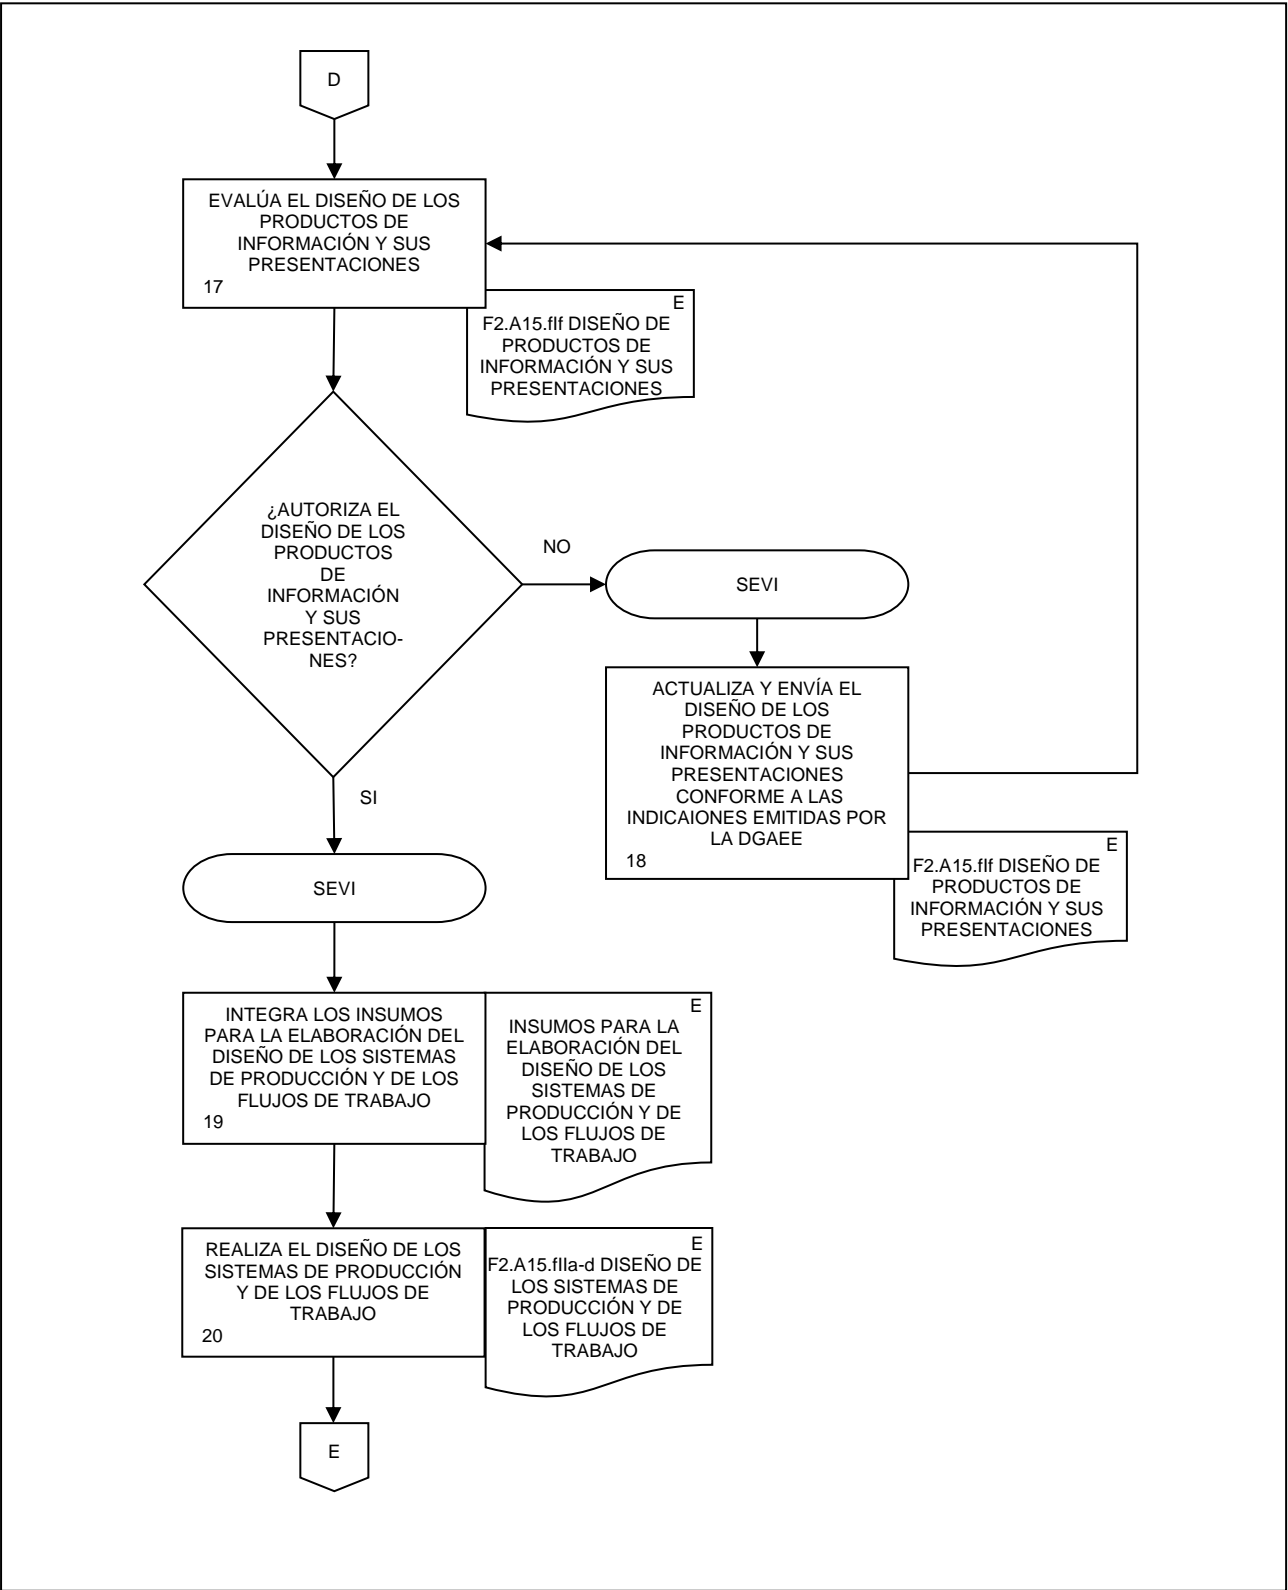 D
EVALÚA EL DISEÑO DE LOS
PRODUCTOS DE
INFORMACIÓN Y SUS
PRESENTACIONES
17
E
F2.A15.fIf DISEÑO DE
PRODUCTOS DE
INFORMACIÓN Y SUS
PRESENTACIONES
¿AUTORIZA EL
DISEÑO DE LOS
PRODUCTOS
DE
INFORMACIÓN
Y SUS
PRESENTACIO-
NES?
NO
SEVI
ACTUALIZA Y ENVÍA EL
DISEÑO DE LOS
PRODUCTOS DE
INFORMACIÓN Y SUS
PRESENTACIONES
CONFORME A LAS
INDICAIONES EMITIDAS POR
LA DGAEE
18
E
F2.A15.fIf DISEÑO DE
PRODUCTOS DE
INFORMACIÓN Y SUS
PRESENTACIONES
SI
SEVI
INTEGRA LOS INSUMOS
PARA LA ELABORACIÓN DEL
DISEÑO DE LOS SISTEMAS
DE PRODUCCIÓN Y DE LOS
FLUJOS DE TRABAJO
19
E
INSUMOS PARA LA
ELABORACIÓN DEL
DISEÑO DE LOS
SISTEMAS DE
PRODUCCIÓN Y DE
LOS FLUJOS DE
TRABAJO
REALIZA EL DISEÑO DE LOS
SISTEMAS DE PRODUCCIÓN
Y DE LOS FLUJOS DE
TRABAJO
20
E
F2.A15.fIIa-d DISEÑO DE
LOS SISTEMAS DE
PRODUCCIÓN Y DE
LOS FLUJOS DE
TRABAJO
E